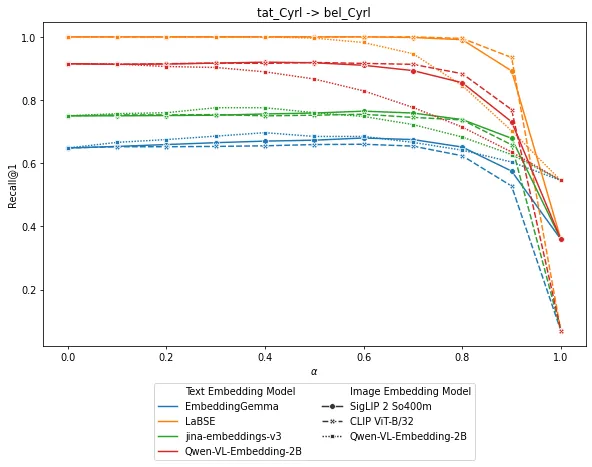 tat_Cyrl -> bel_Cyrl
1.0
0.8
0.6
0.4
0.2
Recall@1
0.0 0.2 0.4 0.6 0.8 1.0
α
Text Embedding Model Image Embedding Model
EmbeddingGemma SigLIP 2 So400m
LaBSE CLIP ViT-B/32
jina-embeddings-v3 Qwen-VL-Embedding-2B
Qwen-VL-Embedding-2B